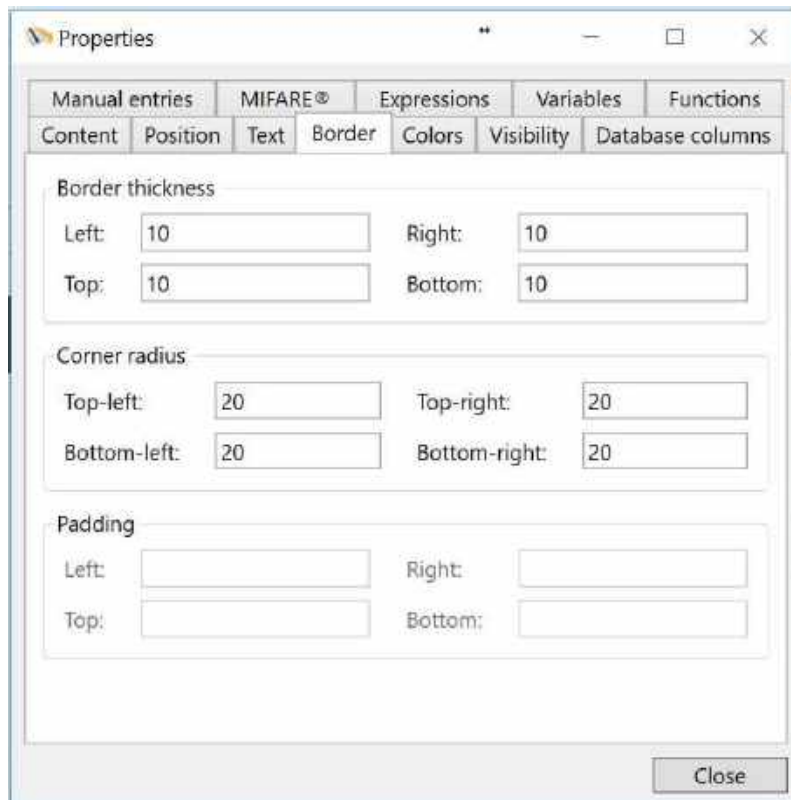 Properties
Manual entries MIFARE® Expressions Variables Functions
Content Position Text Border Colors Visibility Database columns
Border thickness
Left: 10 Right: 10
Top: 10 Bottom: 10
Corner radius
Top-left: 20 Top-right: 20
Bottom-left: 20 Bottom-right: 20
Padding
Left: Right:
Top: Bottom:
Close